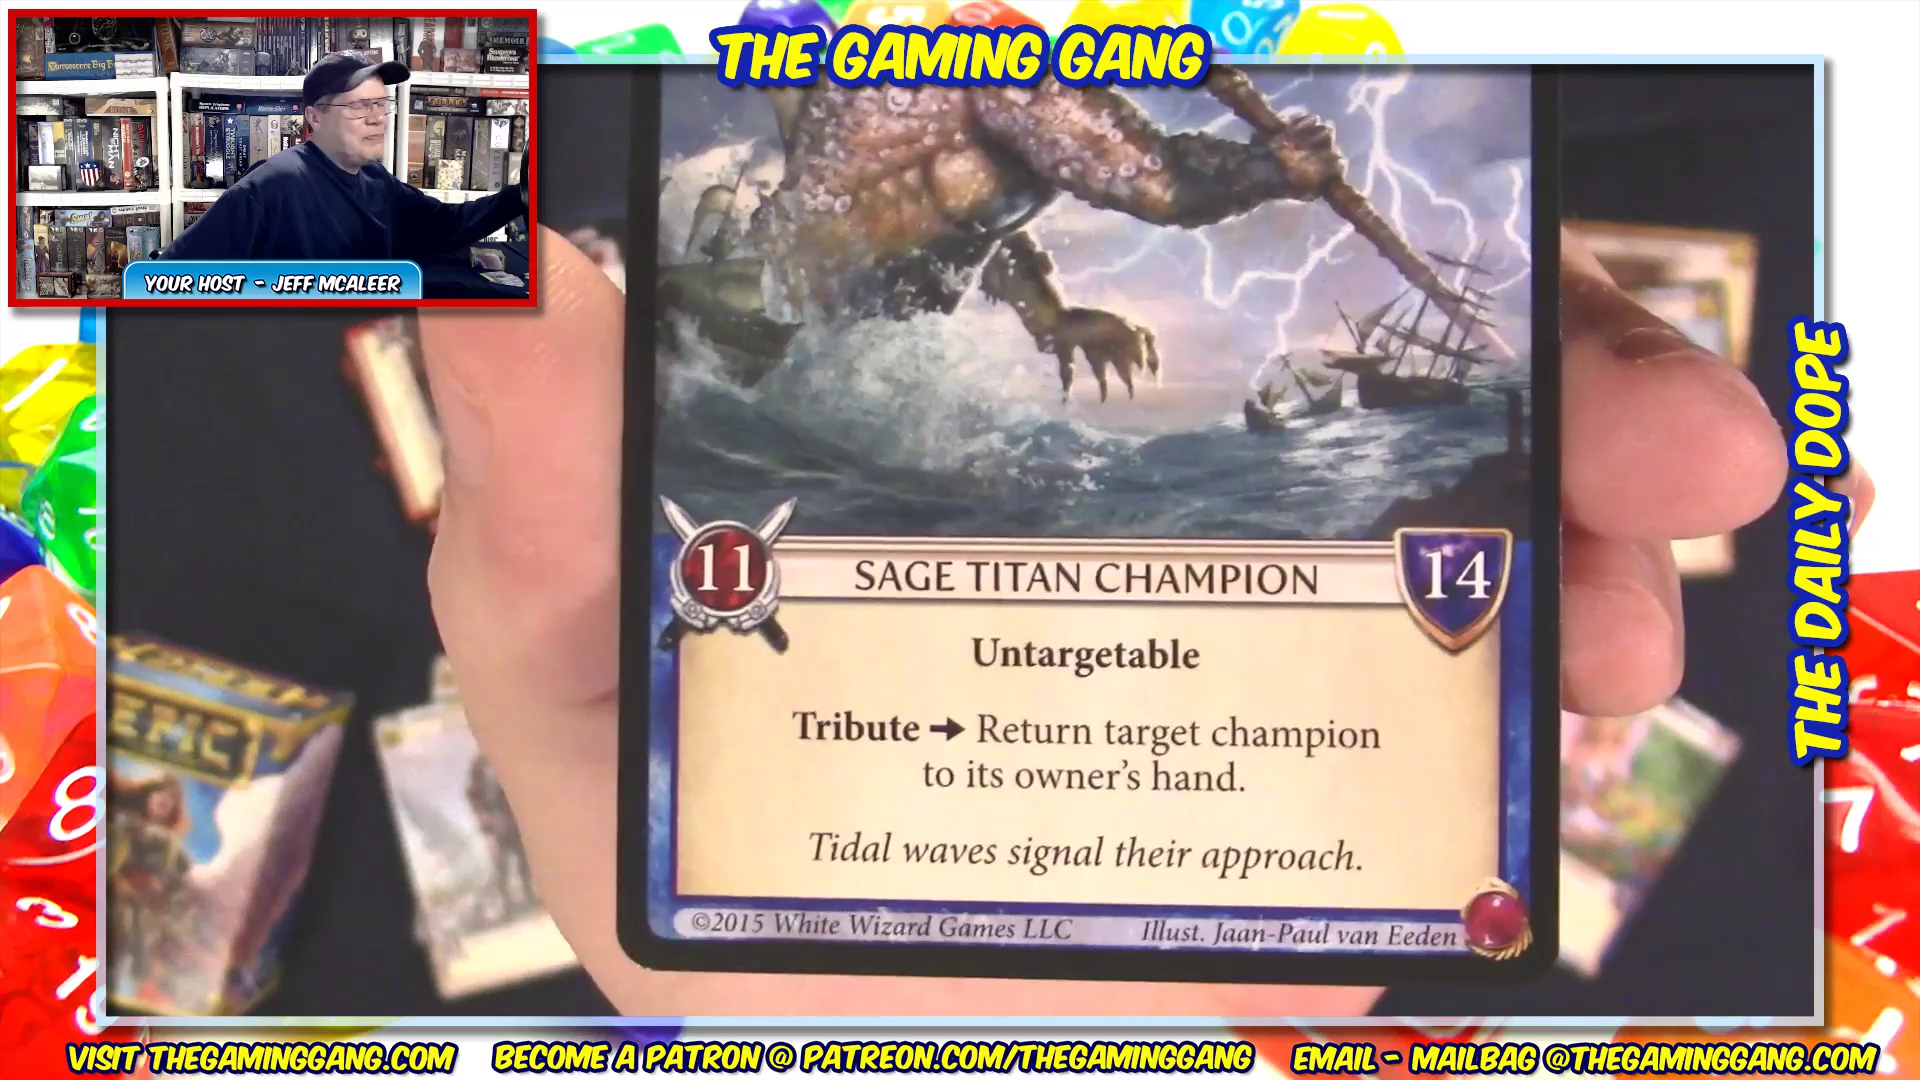 THE GAMING GANG
Carcassonne Big
YOUR HOST - JEFF MCALEER
THE DAILY DOPE
11
SAGE TITAN CHAMPION
14
Untargetable
Tribute → Return target champion
to its owner's hand.
Tidal waves signal their approach.
©2015 White Wizard Games LLC
Illust. Jaan-Paul van Eeden
EPIC
VISIT THEGAMINGGANG.COM
BECOME A PATRON @ PATREON.COM/THEGAMINGGANG
EMAIL - MAILBAG @THEGAMINGGANG.COM